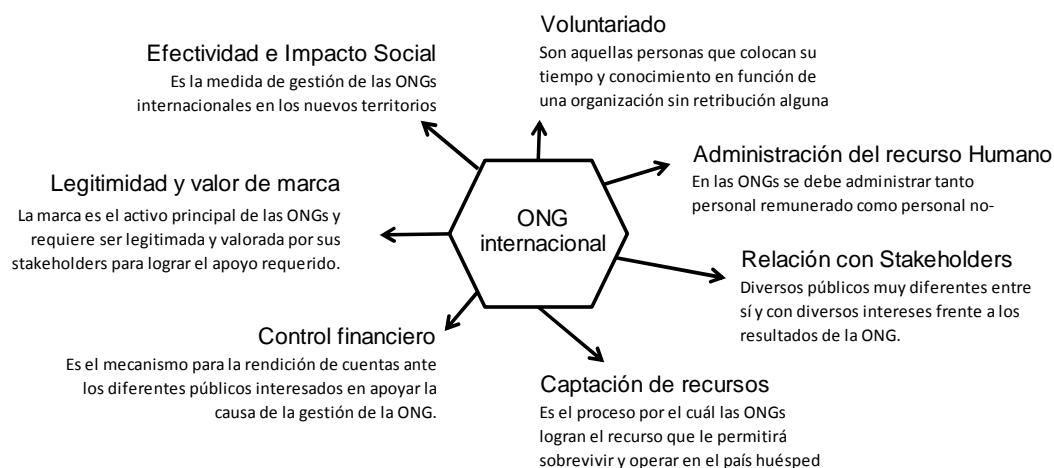 Voluntariado
Son aquellas personas que colocan su
tiempo y conocimiento en función de
una organización sin retribución alguna
Efectividad e Impacto Social
Es la medida de gestión de las ONGs
internacionales en los nuevos territorios
Administración del recurso Humano
En las ONGs se debe administrar tanto
personal remunerado como personal no-
Legitimidad y valor de marca
La marca es el activo principal de las ONGs y
requiere ser legitimada y valorada por sus
stakeholders para lograr el apoyo requerido.
ONG
internacional
Relación con Stakeholders
Diversos públicos muy diferentes entre
sí y con diversos intereses frente a los
resultados de la ONG.
Control financiero
Es el mecanismo para la rendición de cuentas ante
los diferentes públicos interesados en apoyar la
causa de la gestión de la ONG.
Captación de recursos
Es el proceso por el cuál las ONGs
logran el recurso que le permitirá
sobrevivir y operar en el país huésped